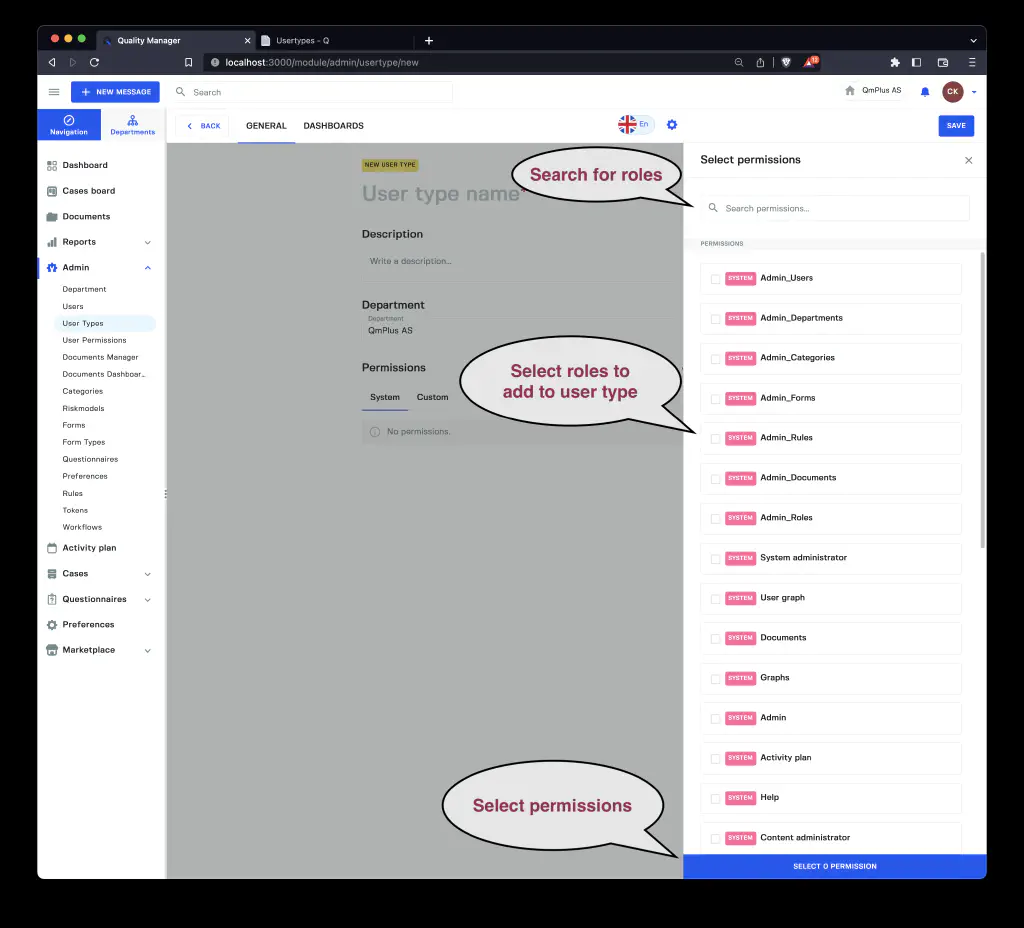 Quality Manager
Usertypes - Q
localhost:3000/module/admin/usertype/new
12
NEW MESSAGE
Search
QmPlus AS
CK
Navigation
Departments
BACK
GENERAL
DASHBOARDS
En
SAVE
Dashboard
Cases board
Documents
Reports
Admin
Department
Users
User Types
User Permissions
Documents Manager
Documents Dashboar...
Categories
Riskmodels
Forms
Form Types
Questionnaires
Preferences
Rules
Tokens
Workflows
Activity plan
Cases
Questionnaires
Preferences
Marketplace
NEW USER TYPE
User type name*
Description
Write a description...
Department
Department
QmPlus AS
Permissions
System
Custom
No permissions.
Search for roles
Select roles to
add to user type
Select permissions
Select permissions
Search permissions...
PERMISSIONS
SYSTEM Admin_Users
SYSTEM Admin_Departments
SYSTEM Admin_Categories
SYSTEM Admin_Forms
SYSTEM Admin_Rules
SYSTEM Admin_Documents
SYSTEM Admin_Roles
SYSTEM System administrator
SYSTEM User graph
SYSTEM Documents
SYSTEM Graphs
SYSTEM Admin
SYSTEM Activity plan
SYSTEM Help
SYSTEM Content administrator
SELECT 0 PERMISSION